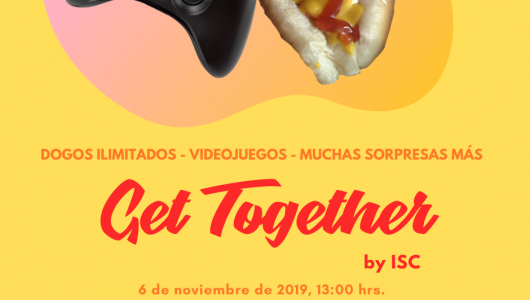 DOGOS ILIMITADOS - VIDEOJUEGOS - MUCHAS SORPRESAS MÁS
Get Together
by ISC
6 de noviembre de 2019, 13:00 hrs.